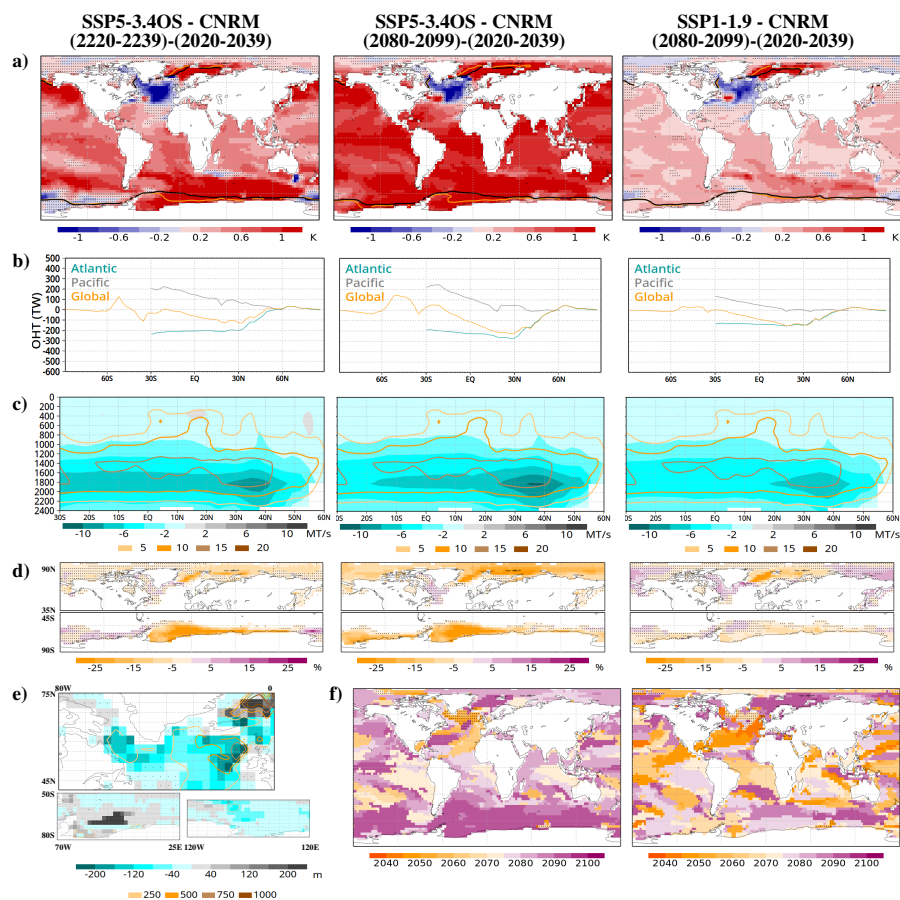 SSP5-3.4OS - CNRM
(2220-2239)-(2020-2039)
SSP5-3.4OS - CNRM
(2080-2099)-(2020-2039)
SSP1-1.9 - CNRM
(2080-2099)-(2020-2039)
a)
-1 -0.6 -0.2 0.2 0.6 1 K
-1 -0.6 -0.2 0.2 0.6 1 K
-1 -0.6 -0.2 0.2 0.6 1 K
b)
OHT (TW)
500
400
300
200
100
0
-100
-200
-300
-400
-500
-600
Atlantic
Pacific
Global
Atlantic
Pacific
Global
Atlantic
Pacific
Global
60S 30S EQ 30N 60N
60S 30S EQ 30N 60N
60S 30S EQ 30N 60N
c)
0
200
400
600
800
1000
1200
1400
1600
1800
2000
2200
2400
30S 20S 10S EQ 10N 20N 30N 40N 50N 60N
20S 10S EQ 10N 20N 30N 40N 50N 60N
20S 10S EQ 10N 20N 30N 40N 50N 60N
-10 -6 -2 2 6 10 MT/s
-10 -6 -2 2 6 10 MT/s
-10 -6 -2 2 6 10 MT/s
5 10 15 20
5 10 15 20
5 10 15 20
d)
90N
35N
45S
90S
-25 -15 -5 5 15 25 %
-25 -15 -5 5 15 25 %
-25 -15 -5 5 15 25 %
e)
80W 0
75N
45N
50S
80S
70W 25E 120W 120E
-200 -120 -40 40 120 200 m
250 500 750 1000
f)
2040 2050 2060 2070 2080 2090 2100
2040 2050 2060 2070 2080 2090 2100